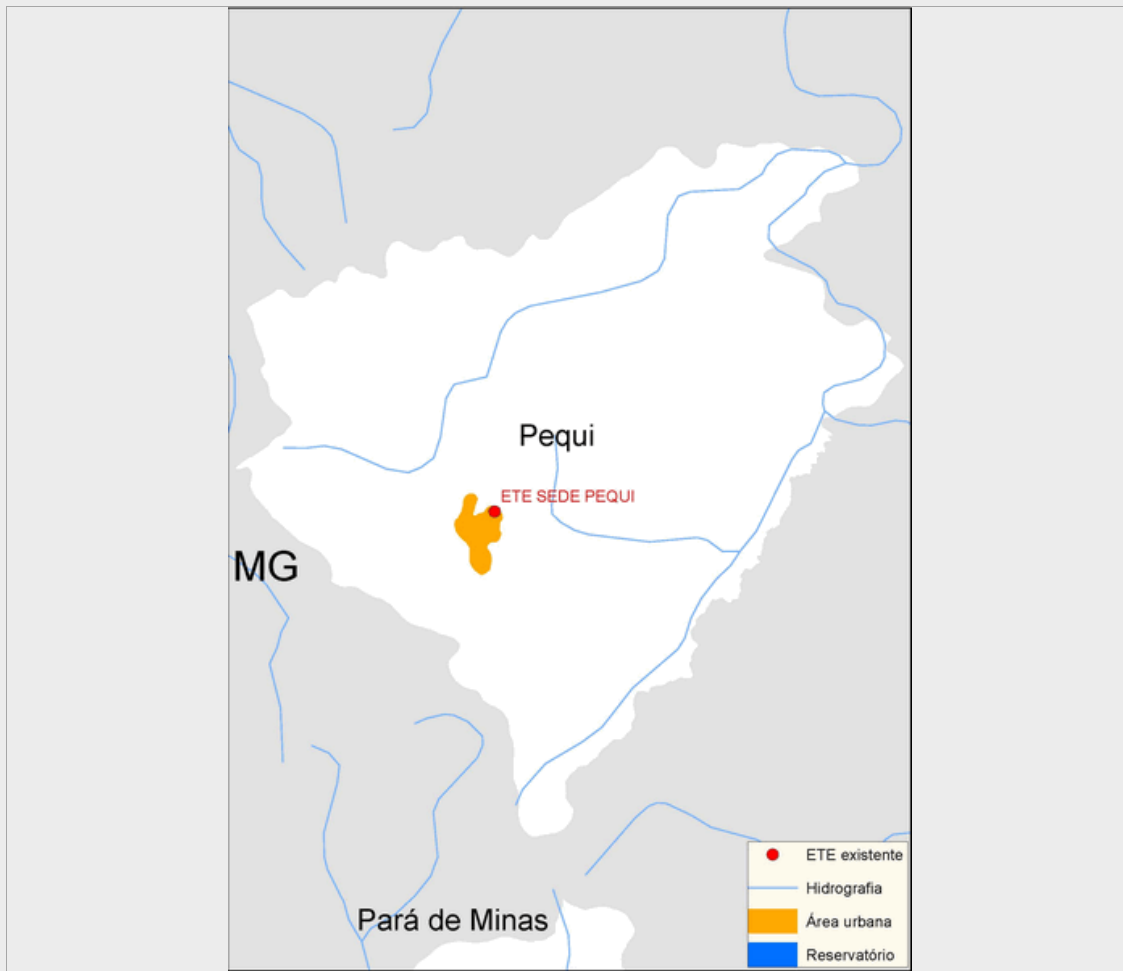 Pequi
ETE SEDE PEQUI
MG
Pará de Minas
ETE existente
Hidrografia
Área urbana
Reservatório